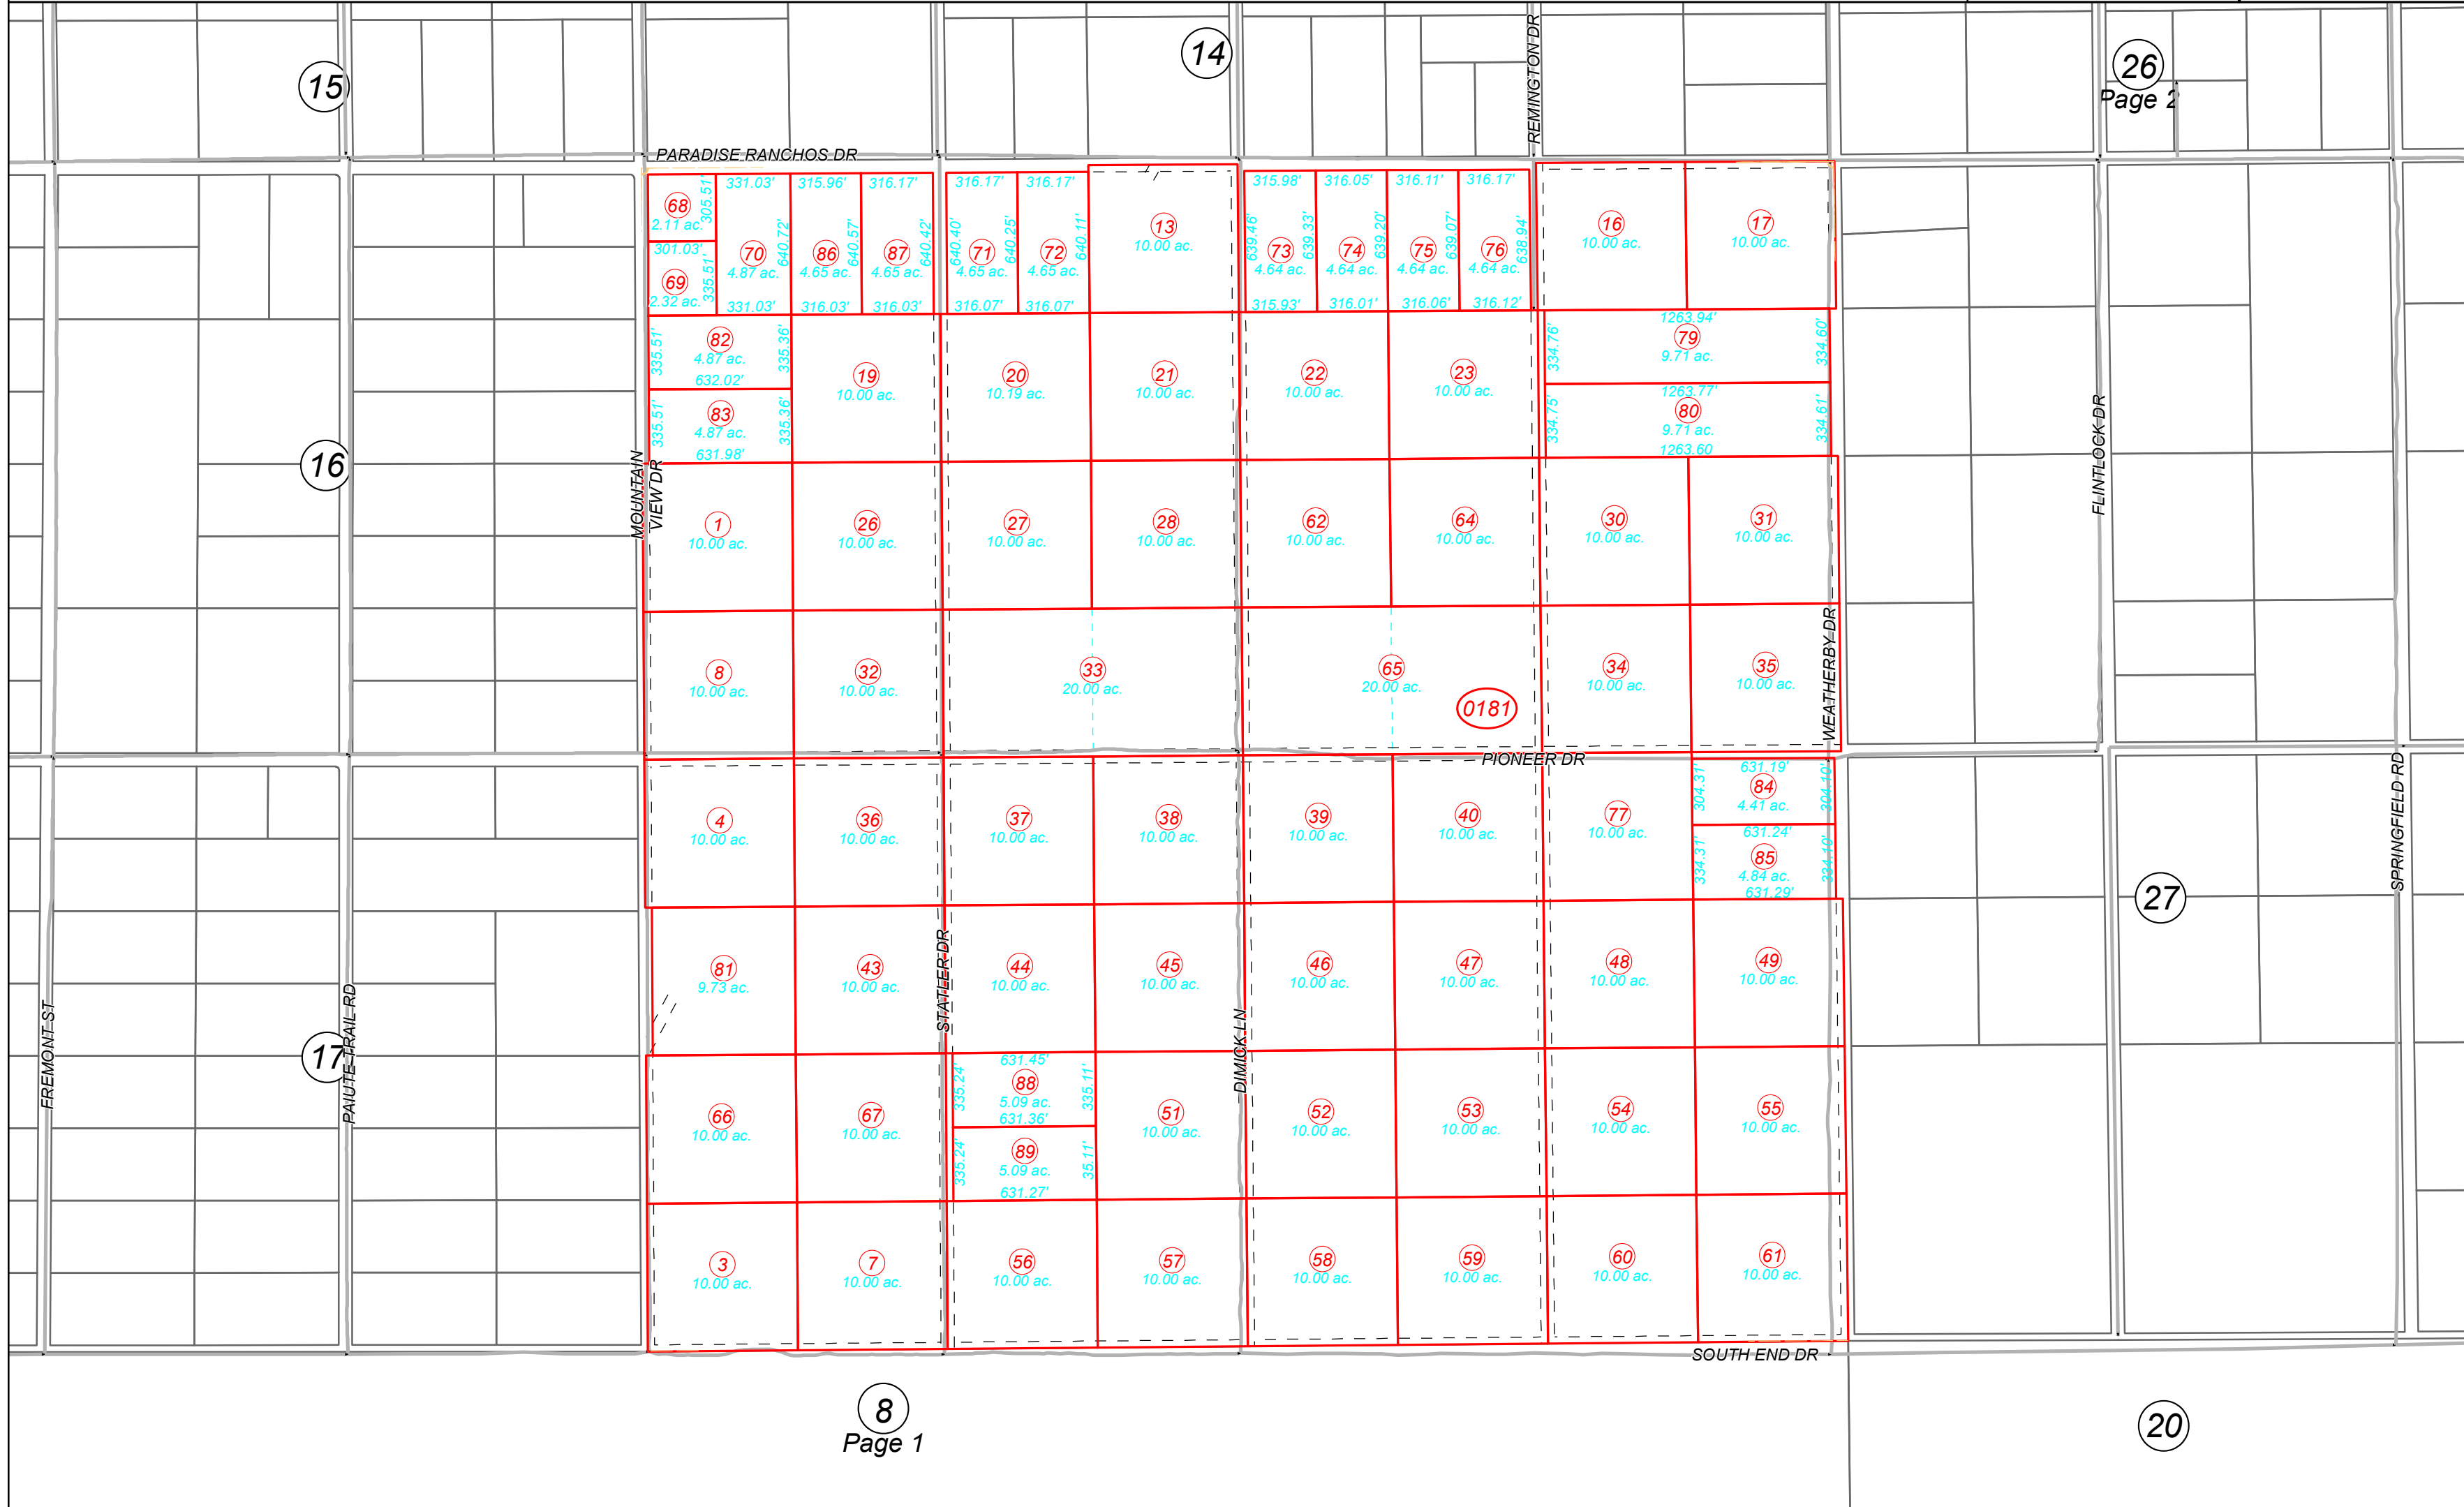 15
14
26
Page 2
REMINGTON DR
PARADISE RANCHOS DR
68
2.11 ac.
305.51'
301.03'
69
2.32 ac.
335.51'
331.03'
70
4.87 ac.
640.72'
331.03'
315.96'
86
4.65 ac.
640.57'
316.03'
316.17'
87
4.65 ac.
640.42'
316.03'
316.17'
640.40'
71
4.65 ac.
640.25'
316.07'
316.17'
72
4.65 ac.
640.11'
316.07'
13
10.00 ac.
315.98'
639.46'
73
4.64 ac.
639.33'
315.93'
316.05'
74
4.64 ac.
639.20'
316.01'
316.11'
75
4.64 ac.
639.07'
316.06'
316.17'
76
4.64 ac.
638.94'
316.12'
16
10.00 ac.
17
10.00 ac.
335.51'
82
4.87 ac.
335.36'
632.02'
335.51'
83
4.87 ac.
335.36'
631.98'
19
10.00 ac.
20
10.19 ac.
21
10.00 ac.
22
10.00 ac.
23
10.00 ac.
1263.94'
334.76'
79
9.71 ac.
334.60'
1263.77'
334.75'
80
9.71 ac.
334.61'
1263.60
16
MOUNTAIN
VIEW DR
FLINTLOCK DR
1
10.00 ac.
26
10.00 ac.
27
10.00 ac.
28
10.00 ac.
62
10.00 ac.
64
10.00 ac.
30
10.00 ac.
31
10.00 ac.
8
10.00 ac.
32
10.00 ac.
33
20.00 ac.
65
20.00 ac.
0181
34
10.00 ac.
35
10.00 ac.
WEATHERBY DR
PIONEER DR
SPRINGFIELD RD
4
10.00 ac.
36
10.00 ac.
37
10.00 ac.
38
10.00 ac.
39
10.00 ac.
40
10.00 ac.
77
10.00 ac.
631.19'
304.31'
84
4.41 ac.
304.10'
631.24'
334.31'
85
4.84 ac.
334.10'
631.29'
27
81
9.73 ac.
43
10.00 ac.
44
10.00 ac.
45
10.00 ac.
46
10.00 ac.
47
10.00 ac.
48
10.00 ac.
49
10.00 ac.
FREMONT ST
17
PAIUTE TRAIL RD
STATLER DR
DIMICK LN
66
10.00 ac.
67
10.00 ac.
631.45'
335.24'
88
5.09 ac.
335.11'
631.36'
335.24'
89
5.09 ac.
35.11'
631.27'
51
10.00 ac.
52
10.00 ac.
53
10.00 ac.
54
10.00 ac.
55
10.00 ac.
3
10.00 ac.
7
10.00 ac.
56
10.00 ac.
57
10.00 ac.
58
10.00 ac.
59
10.00 ac.
60
10.00 ac.
61
10.00 ac.
SOUTH END DR
8
Page 1
20